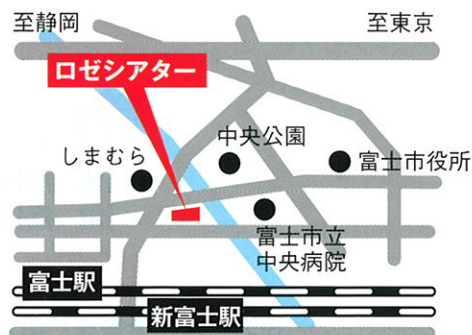 至静岡
至東京
ロゼシアター
中央公園
しまむら
富士市役所
富士市立
中央病院
富士駅
新富士駅